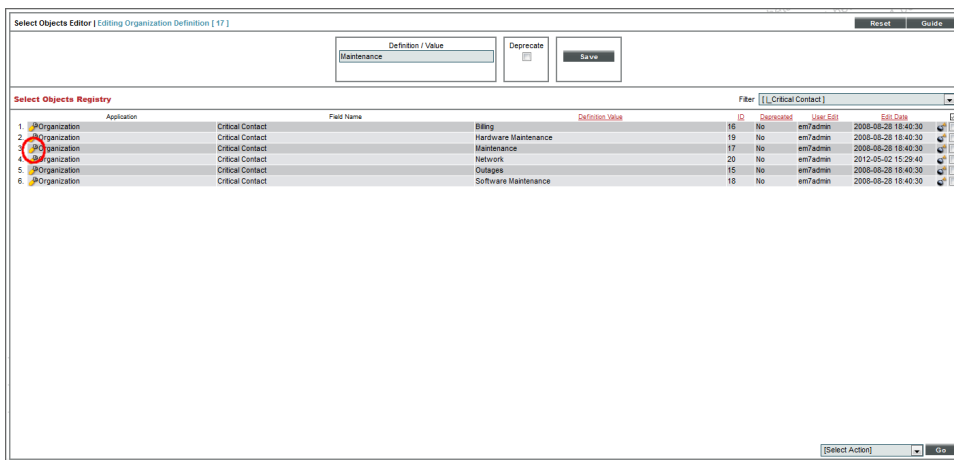 Select Objects Editor | Editing Organization Definition [ 17 ] Reset Guide
Definition / Value Deprecate
Maintenance Save
Select Objects Registry Filter [ |_Critical Contact ]
Application Field Name Definition Value ID Deprecated User Edit Edit Date
1. Organization Critical Contact Billing 16 No em7admin 2008-08-28 18:40:30
2. Organization Critical Contact Hardware Maintenance 19 No em7admin 2008-08-28 18:40:30
3. Organization Critical Contact Maintenance 17 No em7admin 2008-08-28 18:40:30
4. Organization Critical Contact Network 20 No em7admin 2012-05-02 15:29:40
5. Organization Critical Contact Outages 15 No em7admin 2008-08-28 18:40:30
6. Organization Critical Contact Software Maintenance 18 No em7admin 2008-08-28 18:40:30
[Select Action] Go